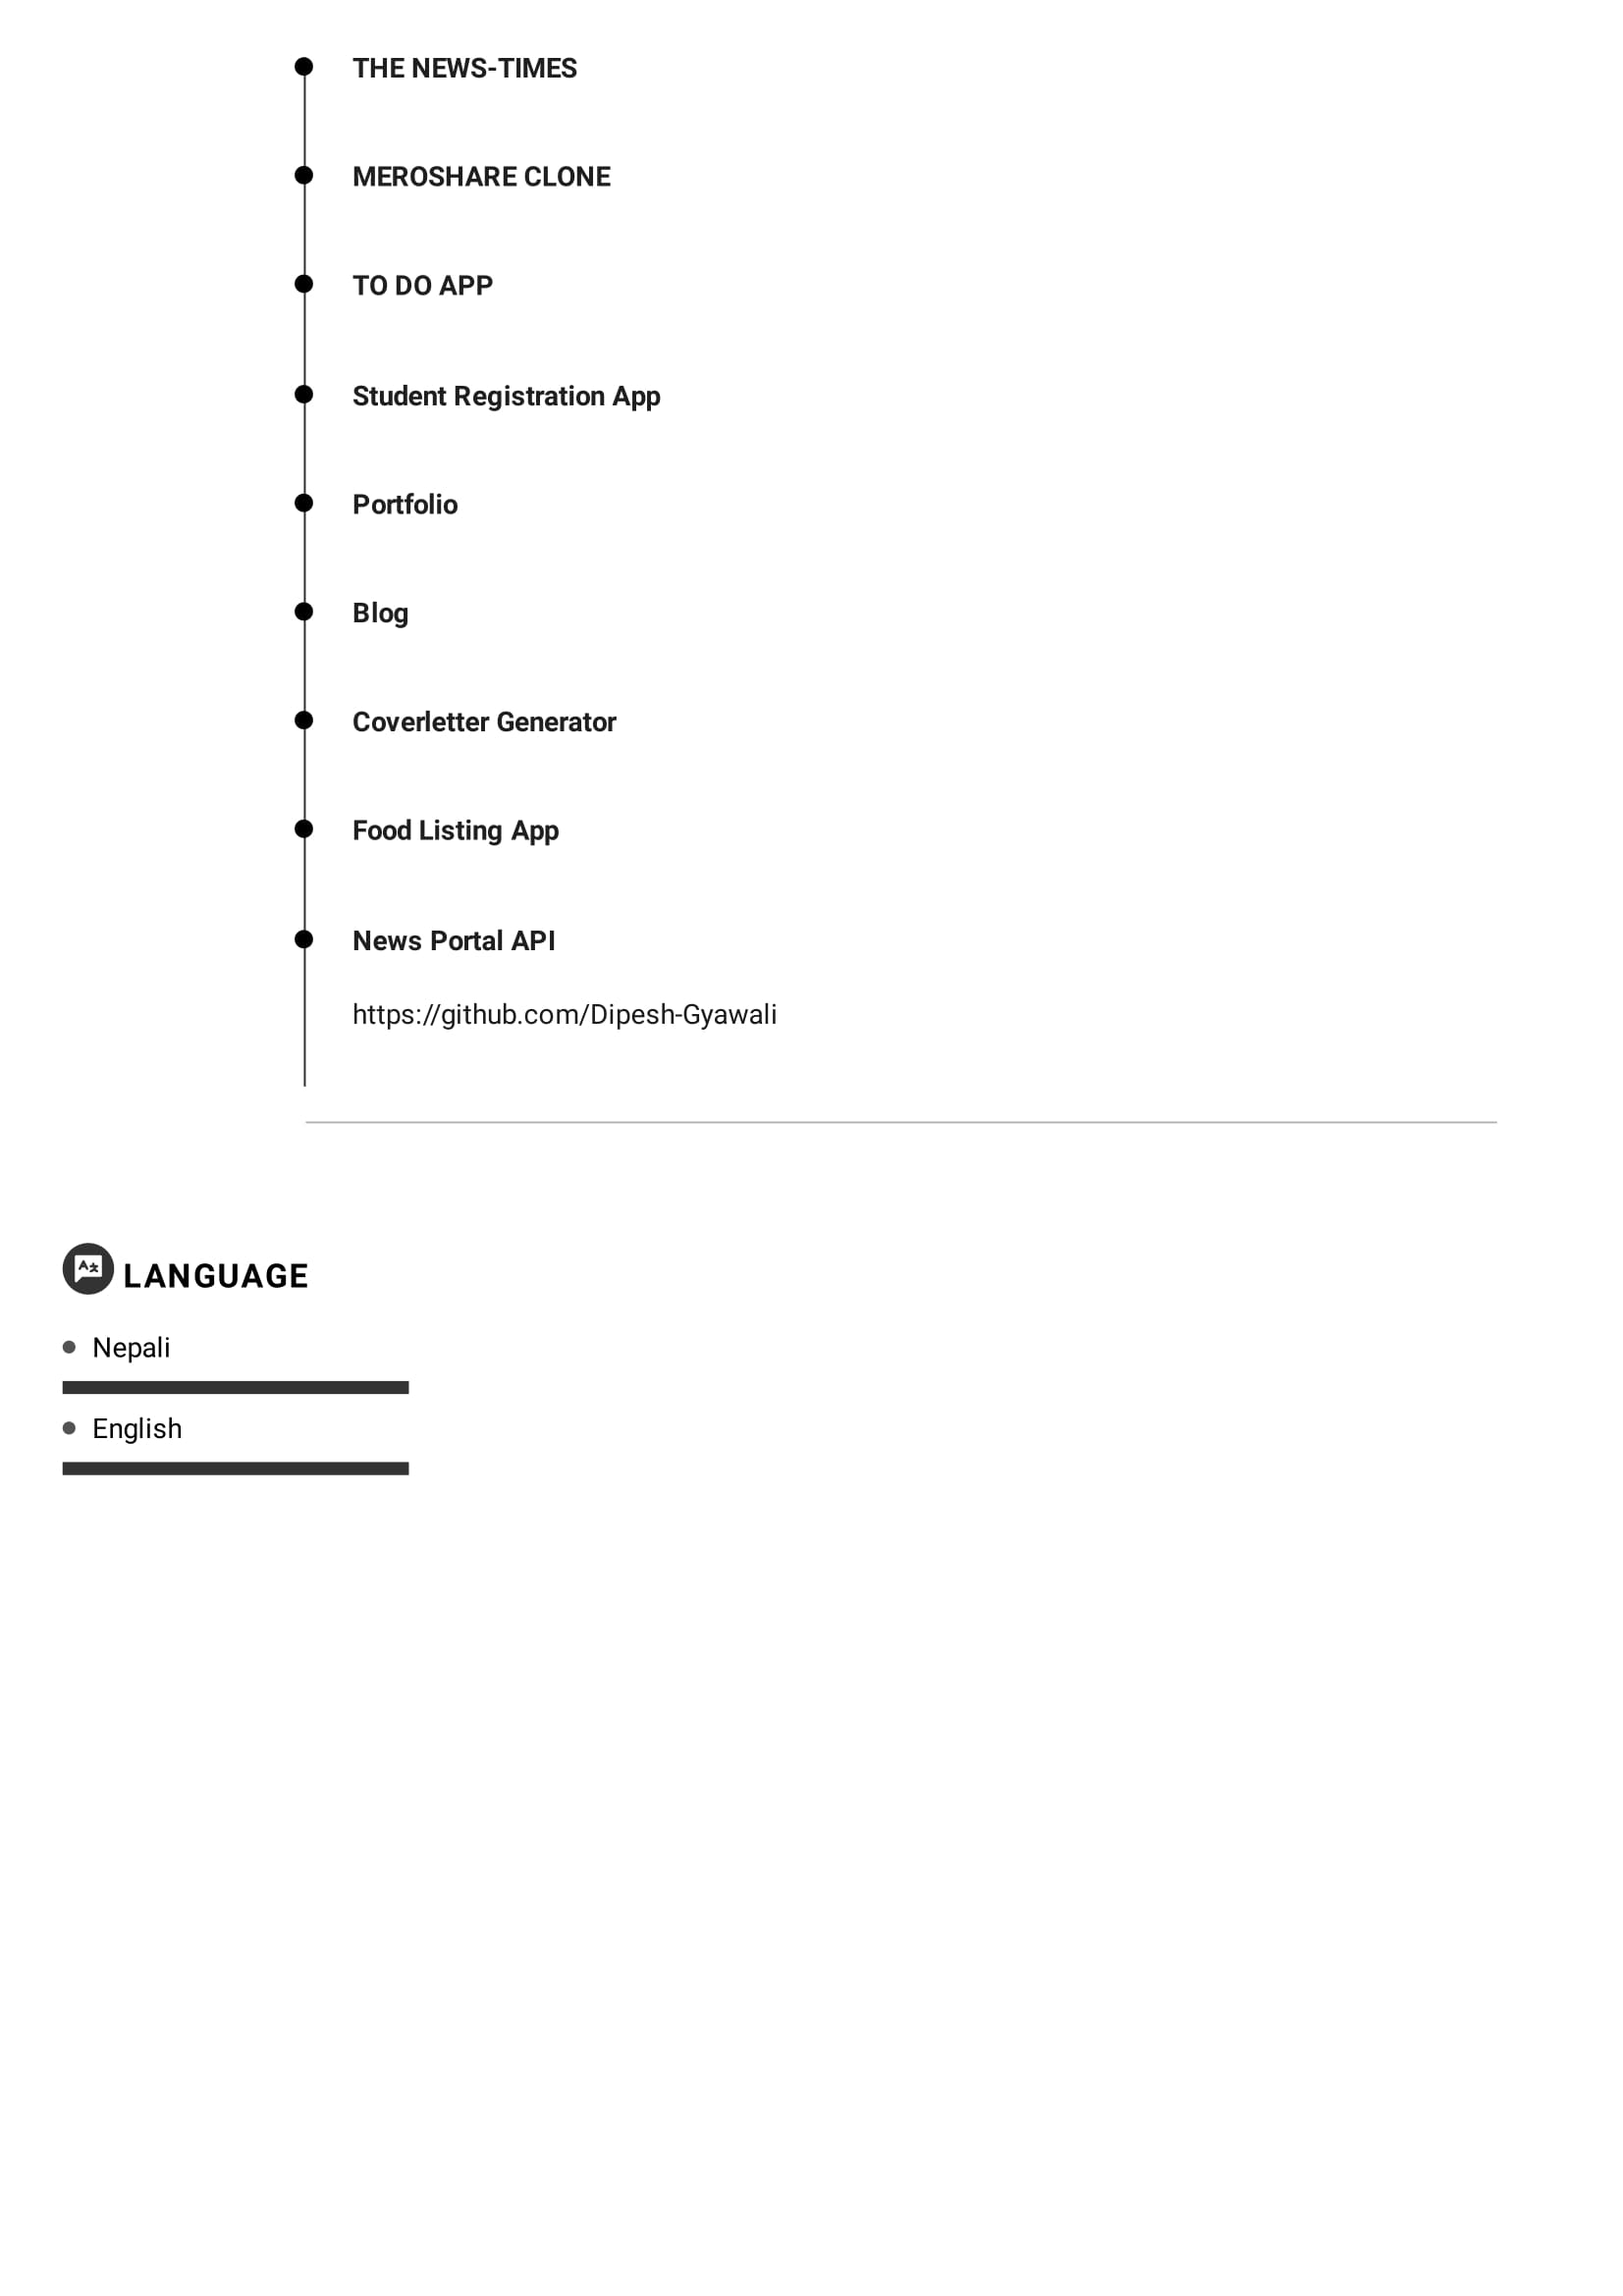 THE NEWS-TIMES
MEROSHARE CLONE
TO DO APP
Student Registration App
Portfolio
Blog
Coverletter Generator
Food Listing App
News Portal API
https://github.com/Dipesh-Gyawali
LANGUAGE
Nepali
English